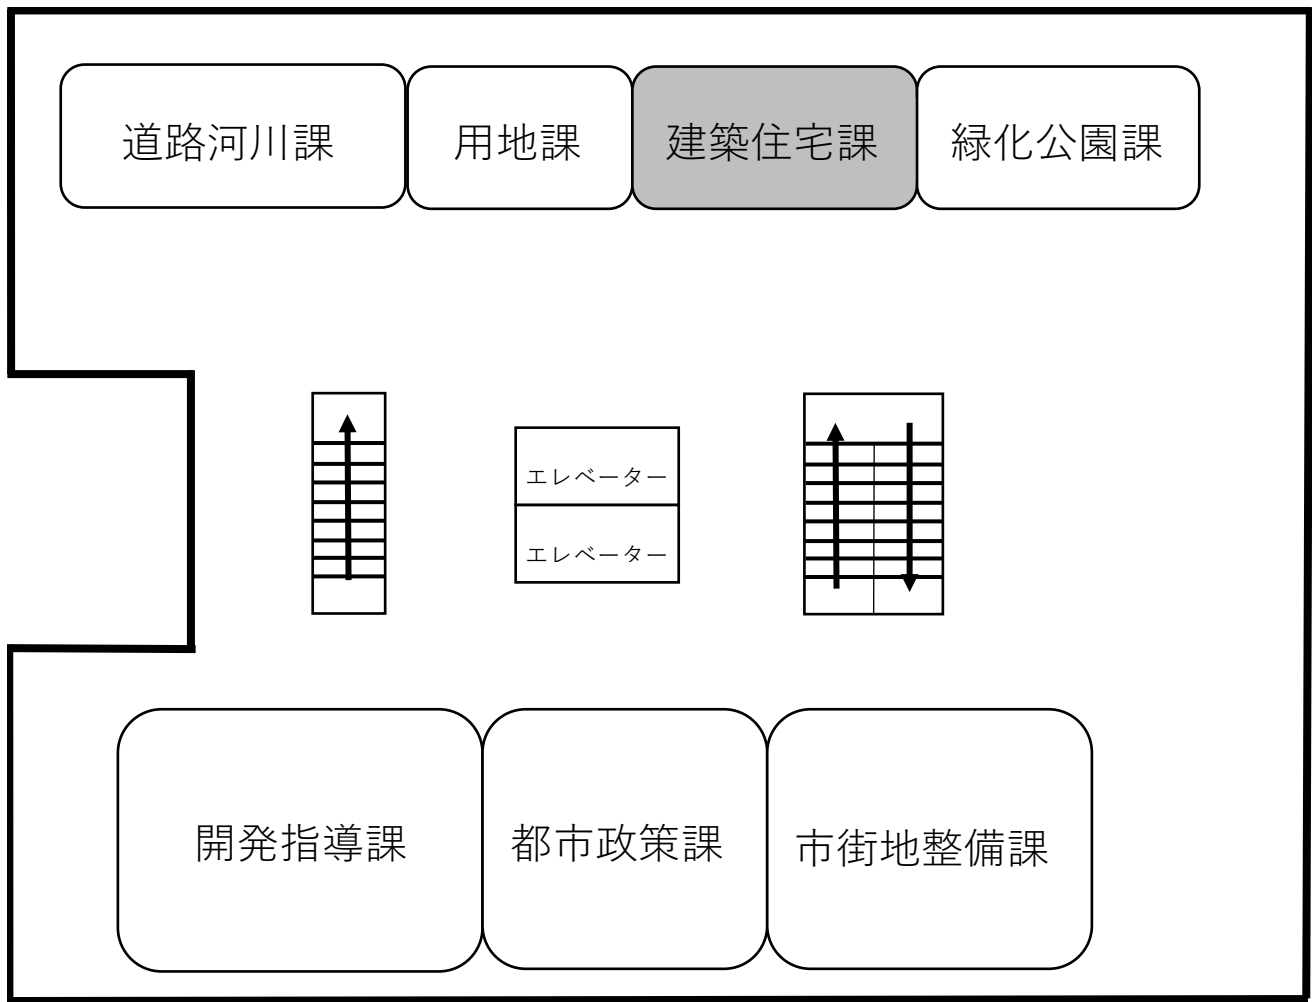 道路河川課
用地課
建築住宅課
緑化公園課
エレベーター
エレベーター
開発指導課
都市政策課
市街地整備課